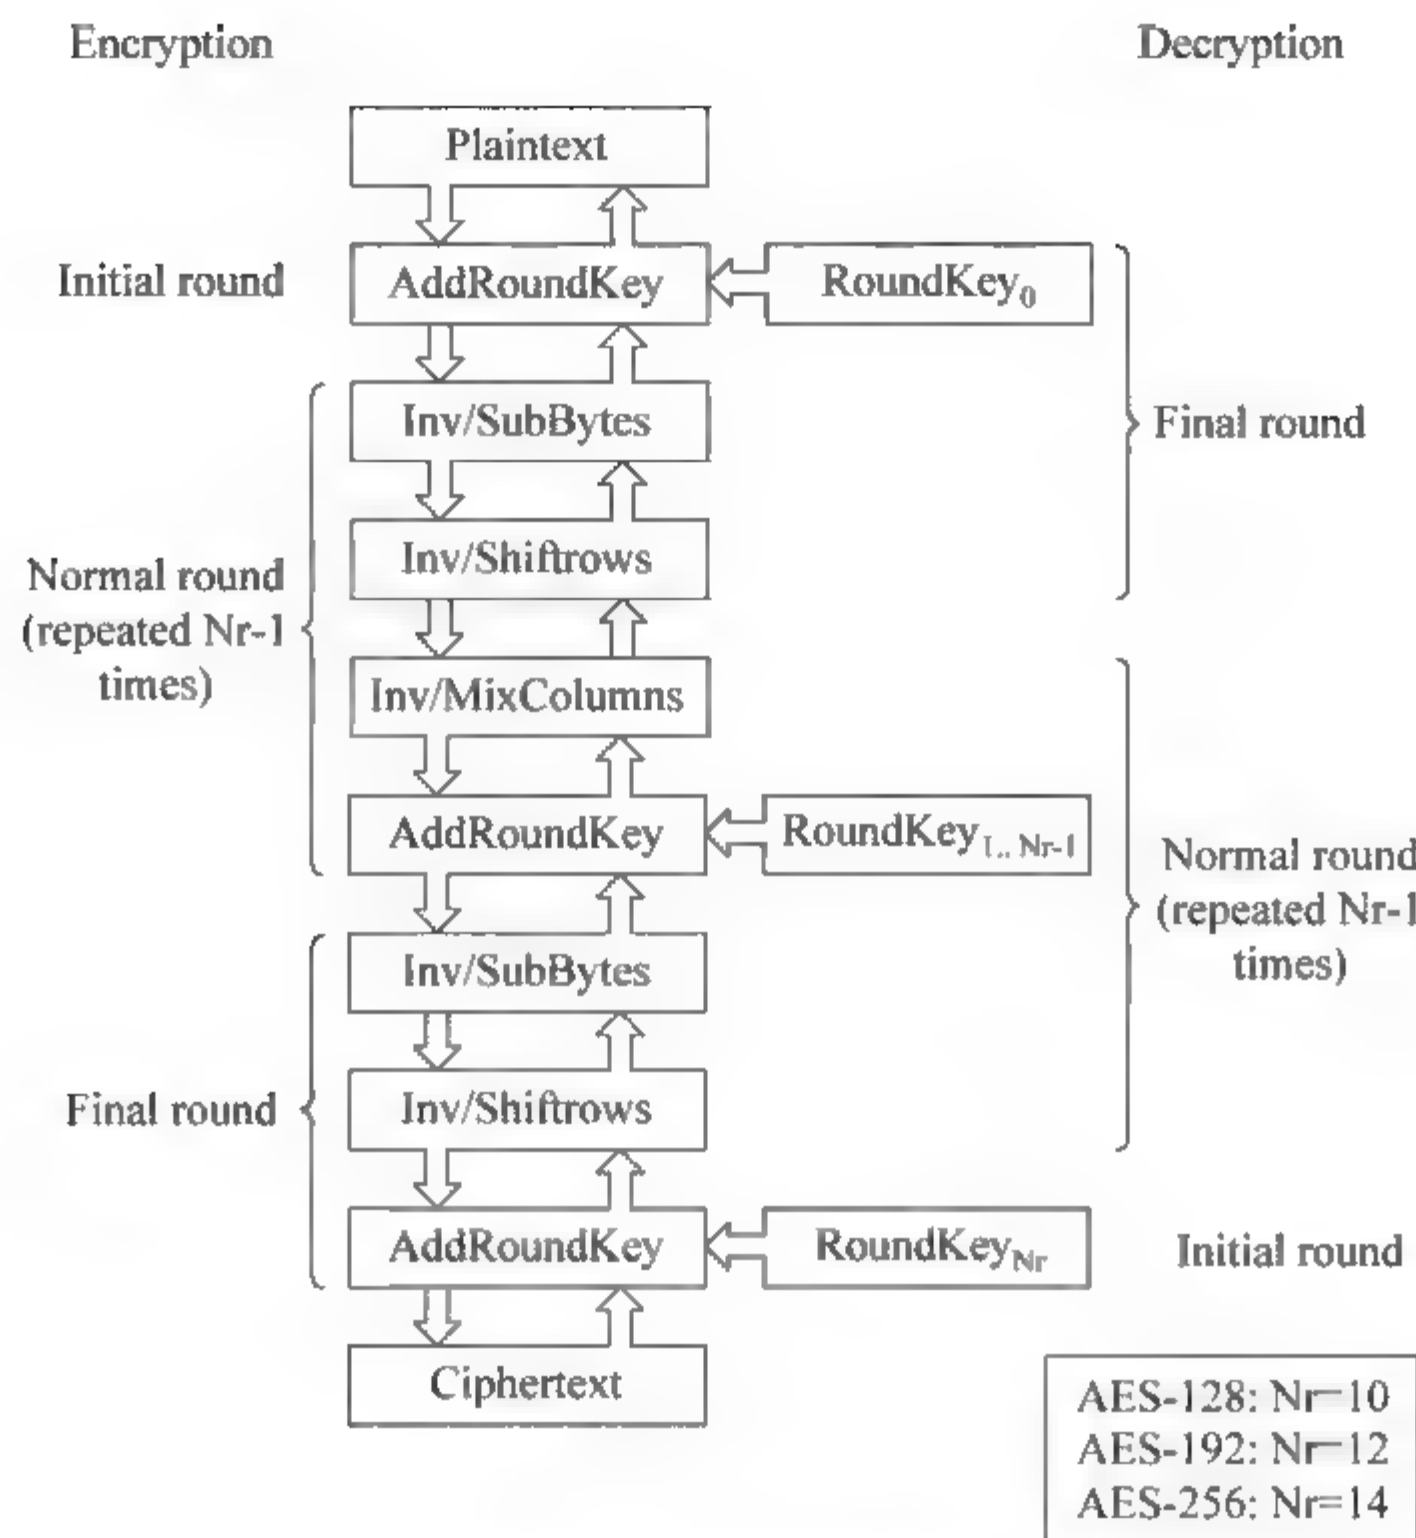 Encryption
Decryption
Plaintext
Initial round
AddRoundKey
RoundKey0
Inv/SubBytes
Final round
Inv/Shiftrows
Normal round
(repeated Nr-1
times)
Inv/MixColumns
AddRoundKey
RoundKey1.. Nr-1
Normal round
(repeated Nr-1
times)
Inv/SubBytes
Final round
Inv/Shiftrows
AddRoundKey
RoundKeyNr
Initial round
Ciphertext
AES-128: Nr=10
AES-192: Nr=12
AES-256: Nr=14